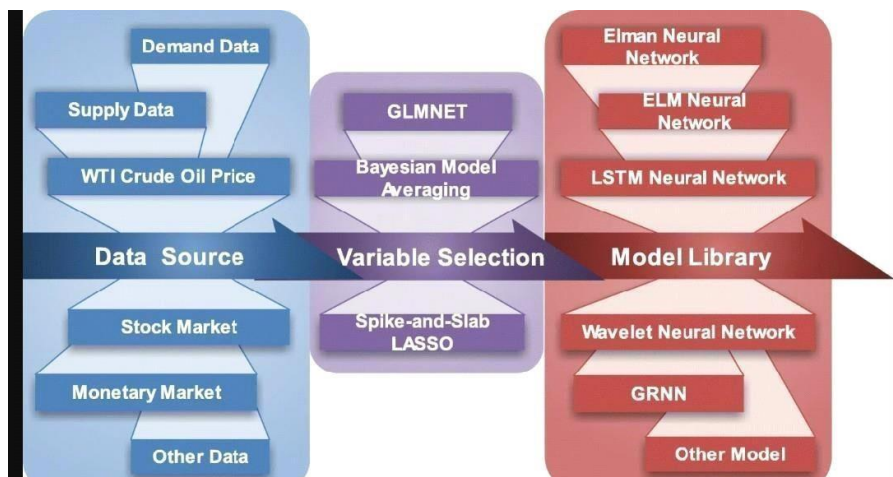 Demand Data
Supply Data
WTI Crude Oil Price
Data Source
Stock Market
Monetary Market
Other Data
GLMNET
Bayesian Model
Averaging
Variable Selection
Spike-and-Slab
LASSO
Elman Neural
Network
ELM Neural
Network
LSTM Neural Network
Model Library
Wavelet Neural Network
GRNN
Other Model